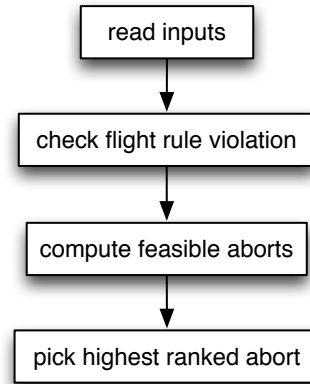 read inputs
check flight rule violation
compute feasible aborts
pick highest ranked abort